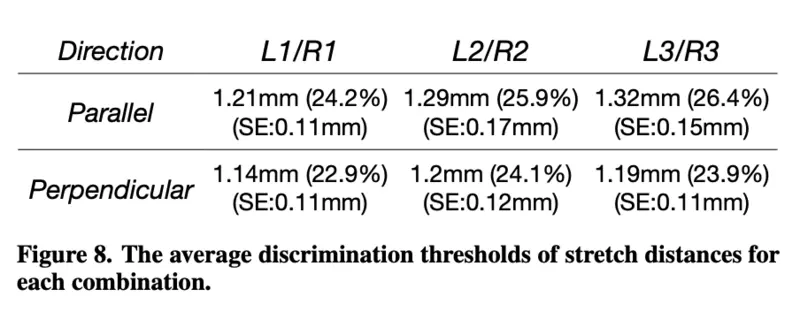 Direction L1/R1 L2/R2 L3/R3
Parallel 1.21mm (24.2%) 1.29mm (25.9%) 1.32mm (26.4%)
(SE:0.11mm) (SE:0.17mm) (SE:0.15mm)
Perpendicular 1.14mm (22.9%) 1.2mm (24.1%) 1.19mm (23.9%)
(SE:0.11mm) (SE:0.12mm) (SE:0.11mm)
Figure 8. The average discrimination thresholds of stretch distances for
each combination.